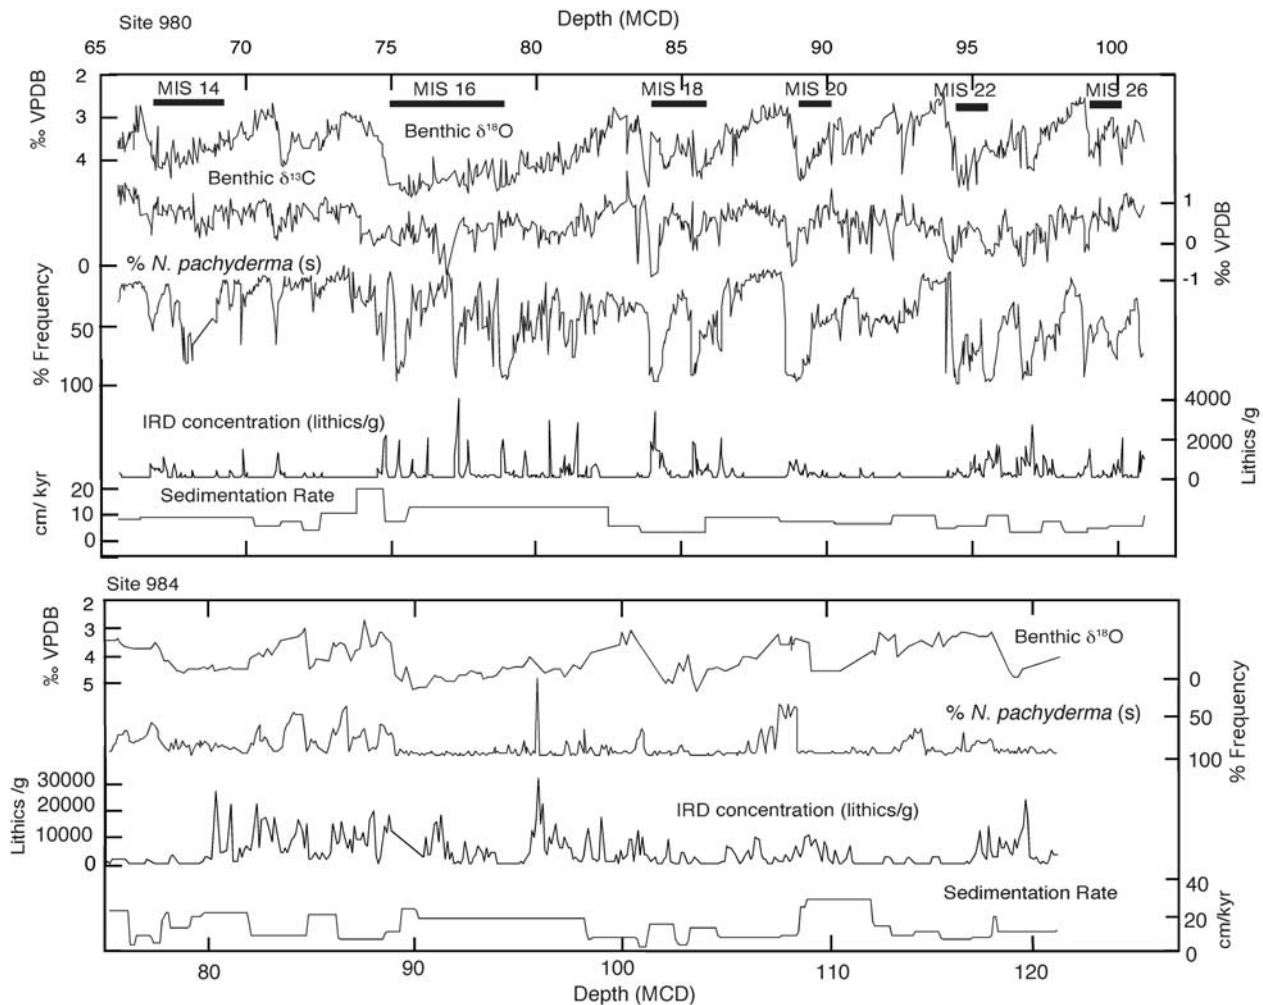 Site 980
Depth (MCD)
65 70 75 80 85 90 95 100
2
3
4
‰ VPDB
MIS 14
MIS 16
MIS 18
MIS 20
MIS 22
MIS 26
Benthic δ¹⁸O
Benthic δ¹³C
1
0
-1
‰ VPDB
% N. pachyderma (s)
0
50
100
% Frequency
IRD concentration (lithics/g)
4000
2000
0
Lithics /g
Sedimentation Rate
20
10
0
cm/ kyr
Site 984
2
3
4
5
‰ VPDB
Benthic δ¹⁸O
% N. pachyderma (s)
0
50
100
% Frequency
30000
20000
10000
0
Lithics /g
IRD concentration (lithics/g)
Sedimentation Rate
40
20
0
cm/kyr
80 90 100 110 120
Depth (MCD)